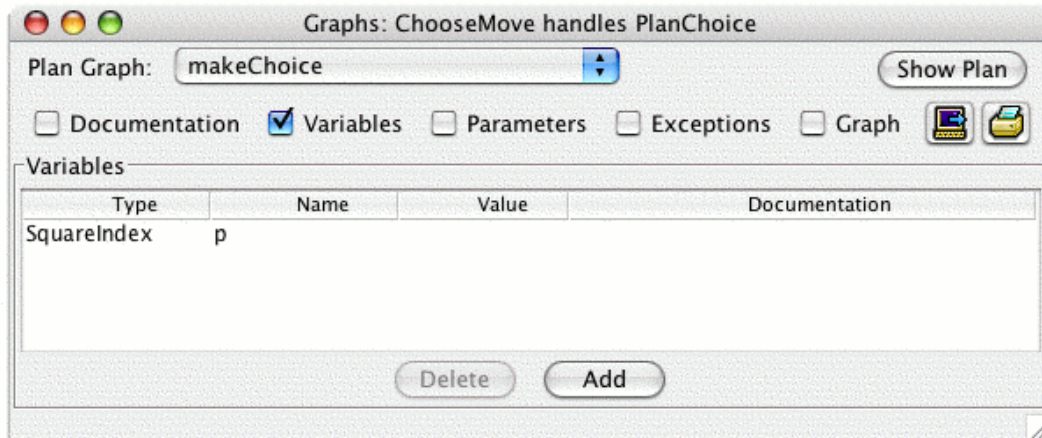 Graphs: ChooseMove handles PlanChoice
Plan Graph: makeChoice Show Plan
Documentation Variables Parameters Exceptions Graph
Variables
Type Name Value Documentation
SquareIndex p
Delete Add